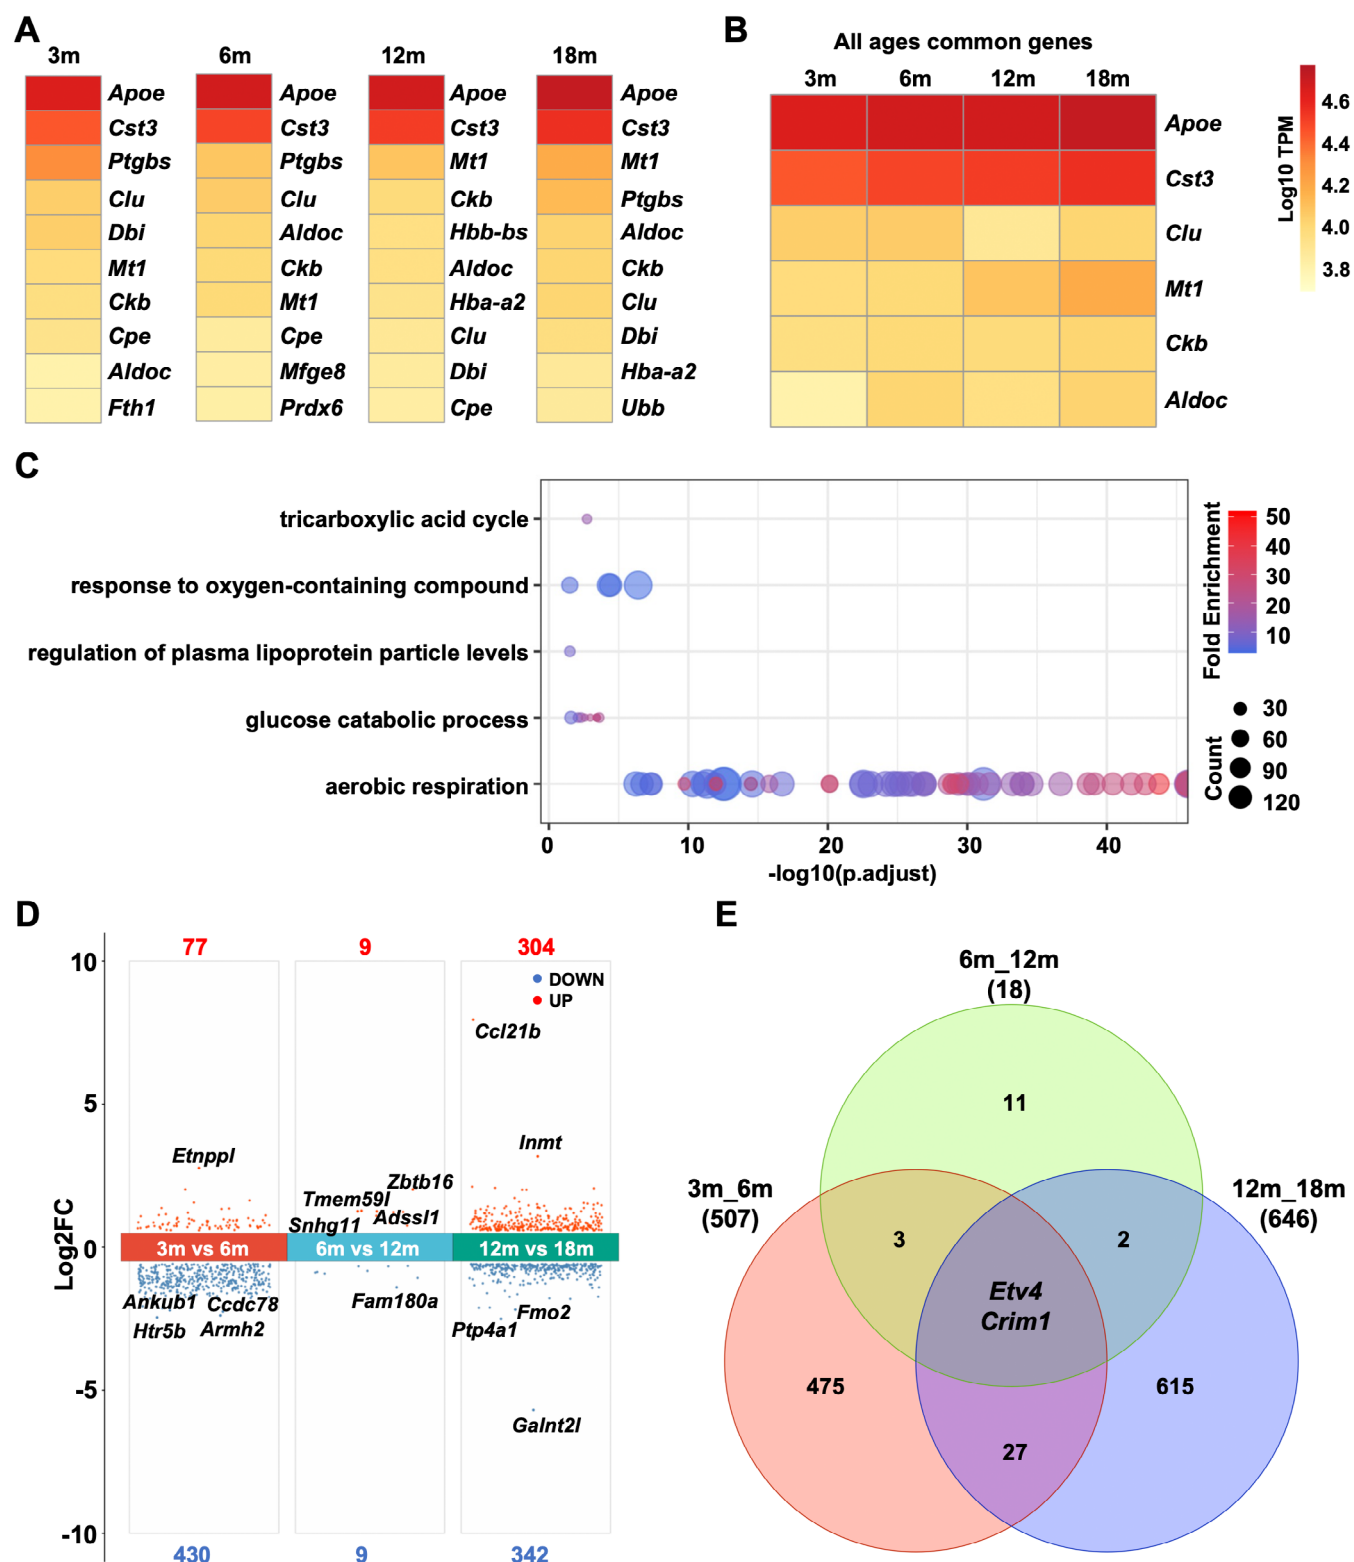 A
3m
6m
12m
18m
Apoe
Cst3
Ptgbs
Clu
Dbi
Mt1
Ckb
Cpe
Aldoc
Fth1
Apoe
Cst3
Ptgbs
Clu
Aldoc
Ckb
Mt1
Cpe
Mfge8
Prdx6
Apoe
Cst3
Mt1
Ckb
Hbb-bs
Aldoc
Hba-a2
Clu
Dbi
Cpe
Apoe
Cst3
Mt1
Ptgbs
Aldoc
Ckb
Clu
Dbi
Hba-a2
Ubb
B
All ages common genes
3m 6m 12m 18m
Apoe
Cst3
Clu
Mt1
Ckb
Aldoc
Log10 TPM
4.6
4.4
4.2
4.0
3.8
C
tricarboxylic acid cycle
response to oxygen-containing compound
regulation of plasma lipoprotein particle levels
glucose catabolic process
aerobic respiration
0 10 20 30 40
-log10(p.adjust)
Fold Enrichment
50
40
30
20
10
Count
30
60
90
120
D
Log2FC
10
5
0
-5
-10
77
9
304
DOWN
UP
Ccl21b
Inmt
Etnppl
Zbtb16
Tmem59l
Snhg11
Adssl1
3m vs 6m
6m vs 12m
12m vs 18m
Ankub1
Ccdc78
Htr5b
Armh2
Fam180a
Fmo2
Ptp4a1
Galnt2l
430
9
342
E
6m_12m
(18)
3m_6m
(507)
12m_18m
(646)
11
3
2
Etv4
Crim1
475
615
27